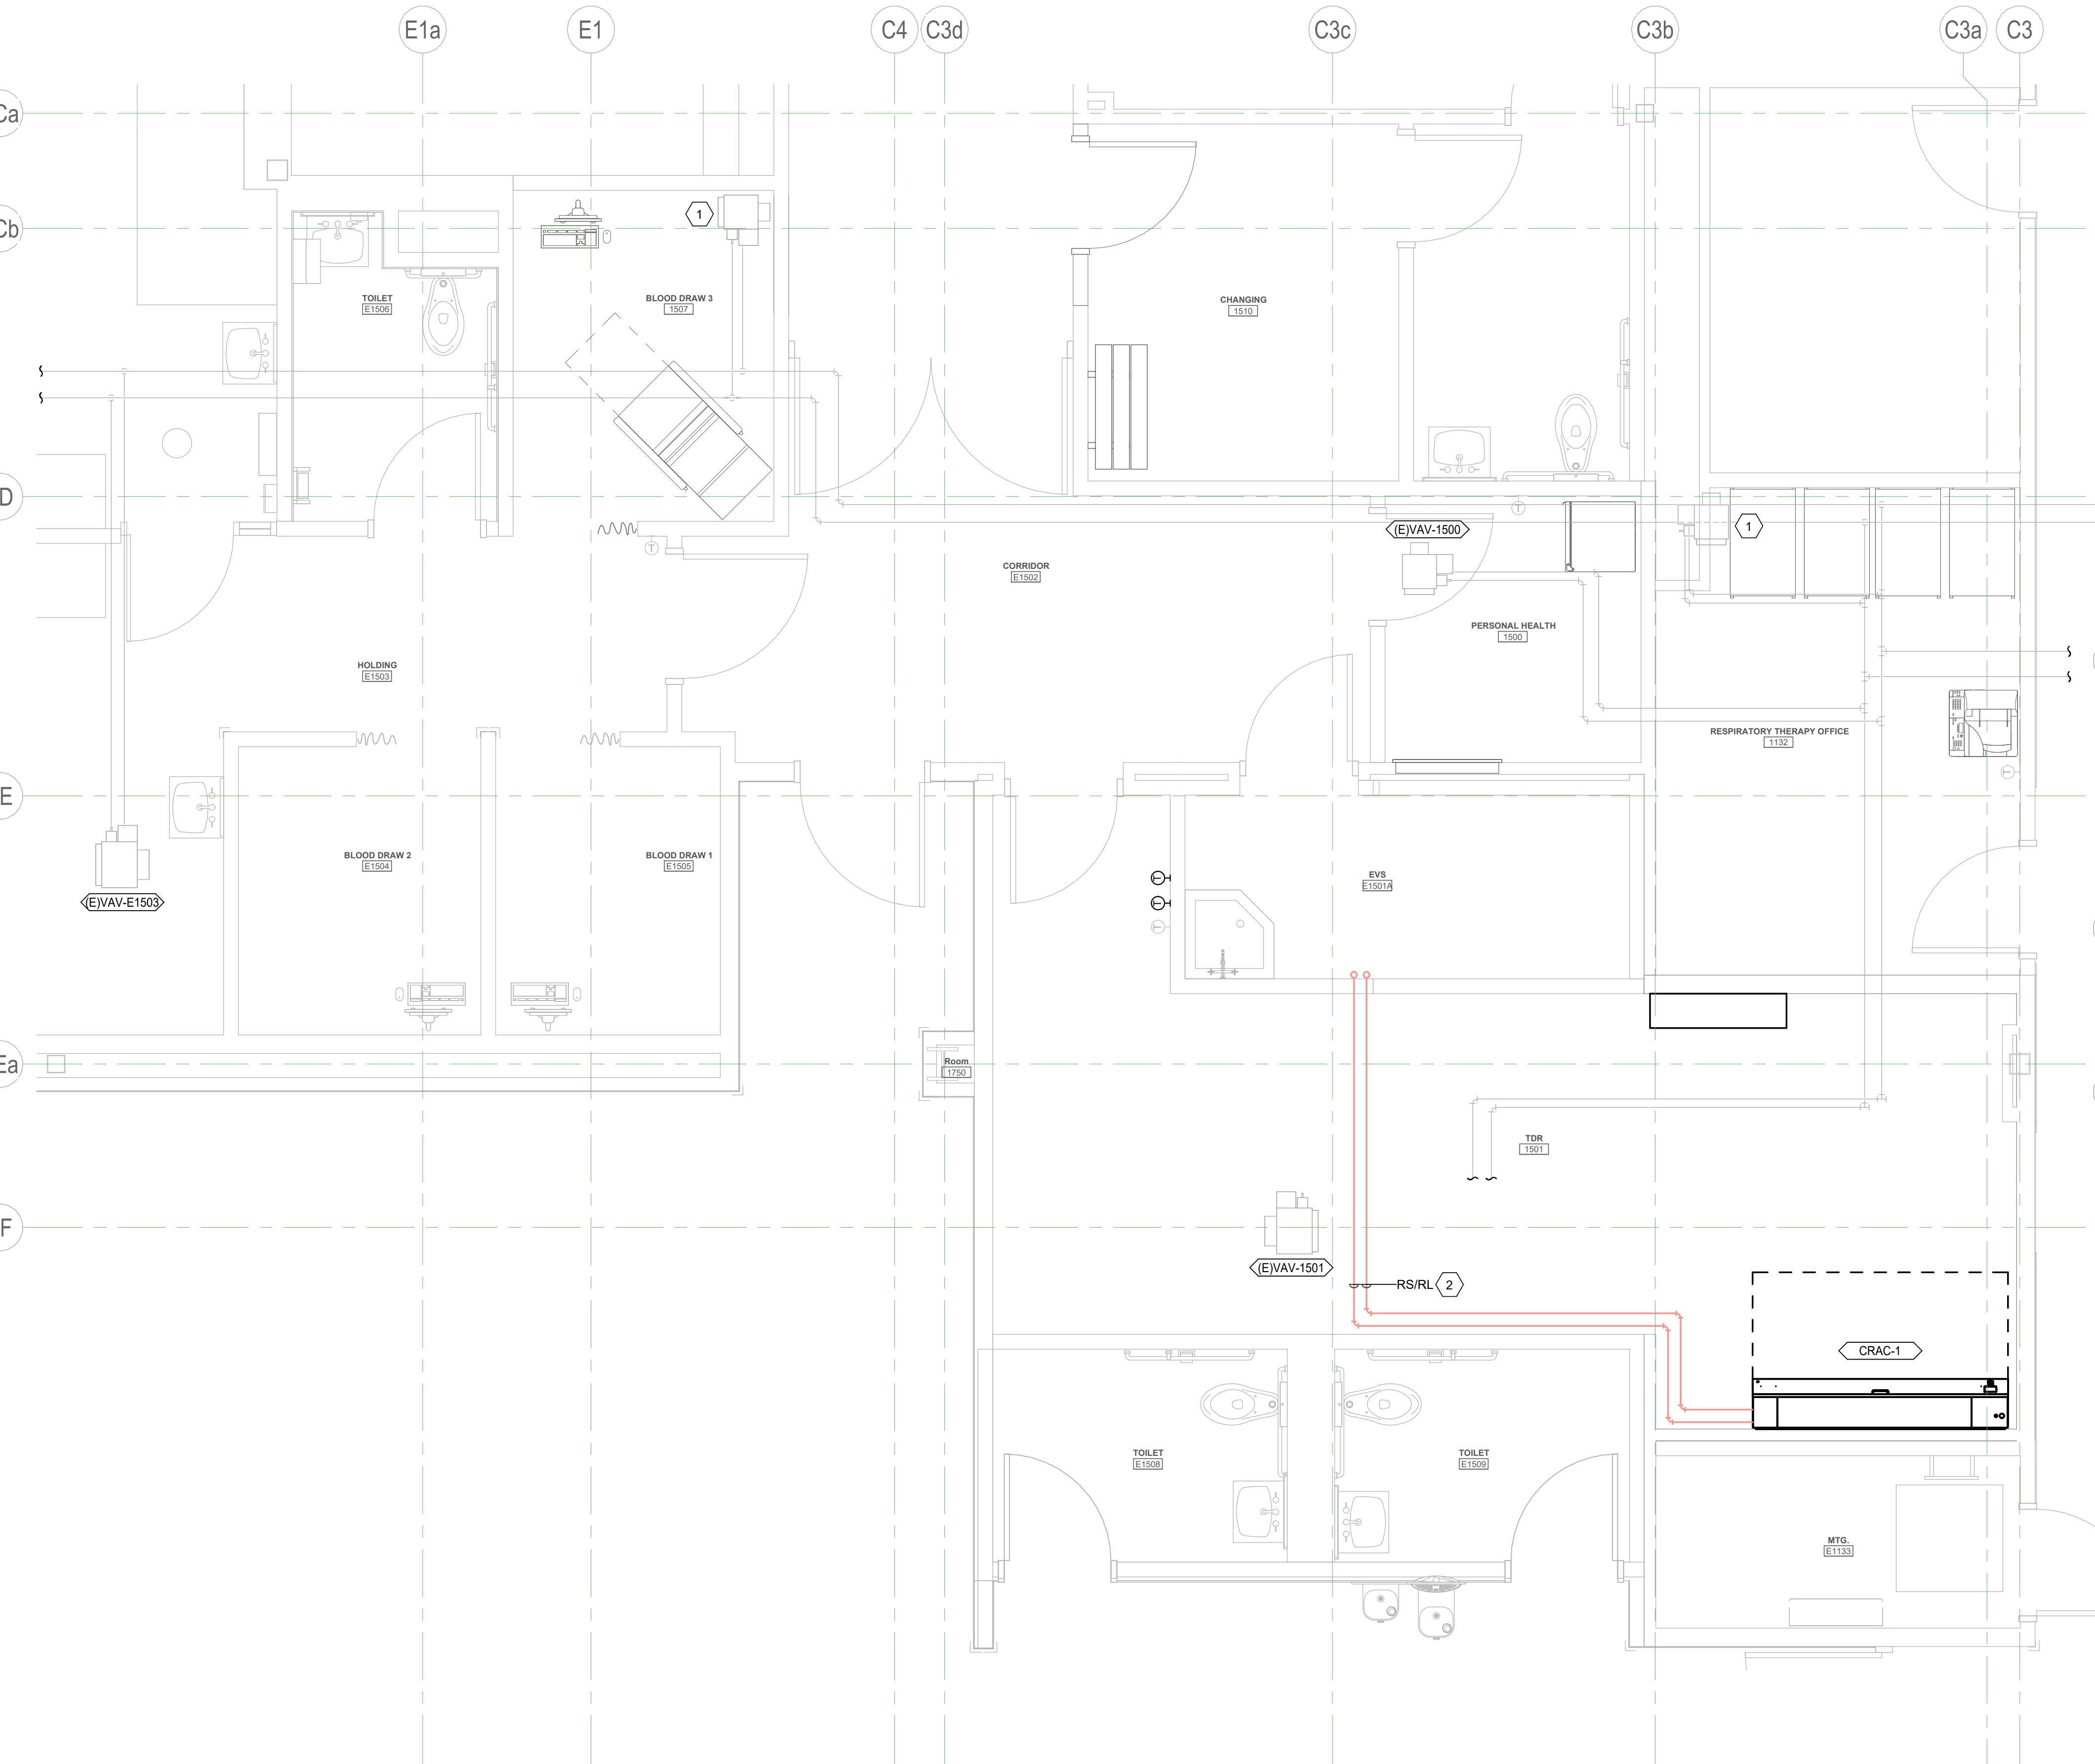 E1a
E1
C4
C3d
C3c
C3b
C3a
C3
Ca
Cb
1
TOILET
E1506
BLOOD DRAW 3
1507
CHANGING
1510
D
T
(E)VAV-1500
1
T
CORRIDOR
E1502
PERSONAL HEALTH
1500
HOLDING
E1503
RESPIRATORY THERAPY OFFICE
1132
T
E
BLOOD DRAW 2
E1504
BLOOD DRAW 1
E1505
EVS
E1501A
T
T
T
(E)VAV-E1503
Ea
Room
1750
TDR
1501
F
(E)VAV-1501
RS/RL
2
CRAC-1
TOILET
E1508
TOILET
E1509
MTG.
E1133